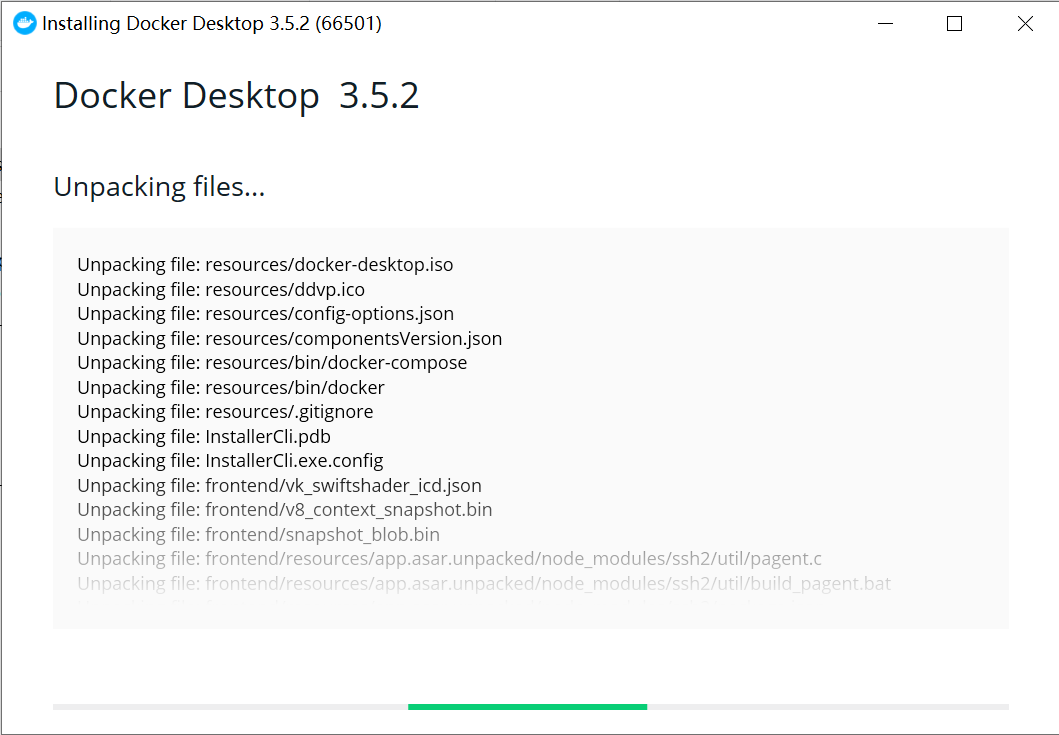 Installing Docker Desktop 3.5.2 (66501)
Docker Desktop 3.5.2
Unpacking files...
Unpacking file: resources/docker-desktop.iso
Unpacking file: resources/ddvp.ico
Unpacking file: resources/config-options.json
Unpacking file: resources/componentsVersion.json
Unpacking file: resources/bin/docker-compose
Unpacking file: resources/bin/docker
Unpacking file: resources/.gitignore
Unpacking file: InstallerCli.pdb
Unpacking file: InstallerCli.exe.config
Unpacking file: frontend/vk_swiftshader_icd.json
Unpacking file: frontend/v8_context_snapshot.bin
Unpacking file: frontend/snapshot_blob.bin
Unpacking file: frontend/resources/app.asar.unpacked/node_modules/ssh2/util/pagent.c
Unpacking file: frontend/resources/app.asar.unpacked/node_modules/ssh2/util/build_pagent.bat